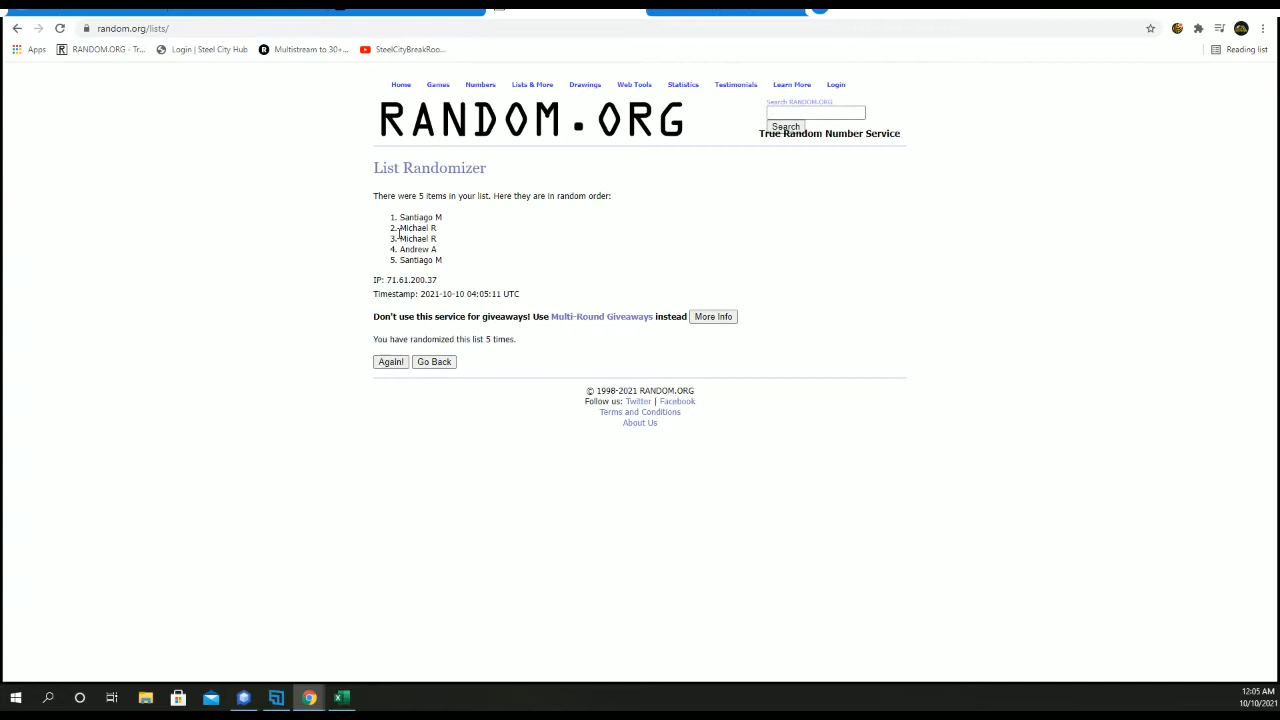 random.org/lists/
Apps RANDOM.ORG - Tr... Login | Steel City Hub Multistream to 30+... SteelCityBreakRoo... Reading list
Home Games Numbers Lists & More Drawings Web Tools Statistics Testimonials Learn More Login
RANDOM.ORG
Search RANDOM.ORG
Search
True Random Number Service
List Randomizer
There were 5 items in your list. Here they are in random order:
1. Santiago M
2. Michael R
3. Michael R
4. Andrew A
5. Santiago M
IP: 71.61.200.37
Timestamp: 2021-10-10 04:05:11 UTC
Don't use this service for giveaways! Use Multi-Round Giveaways instead More Info
You have randomized this list 5 times.
Again! Go Back
© 1998-2021 RANDOM.ORG
Follow us: Twitter | Facebook
Terms and Conditions
About Us
12:05 AM
10/10/2021